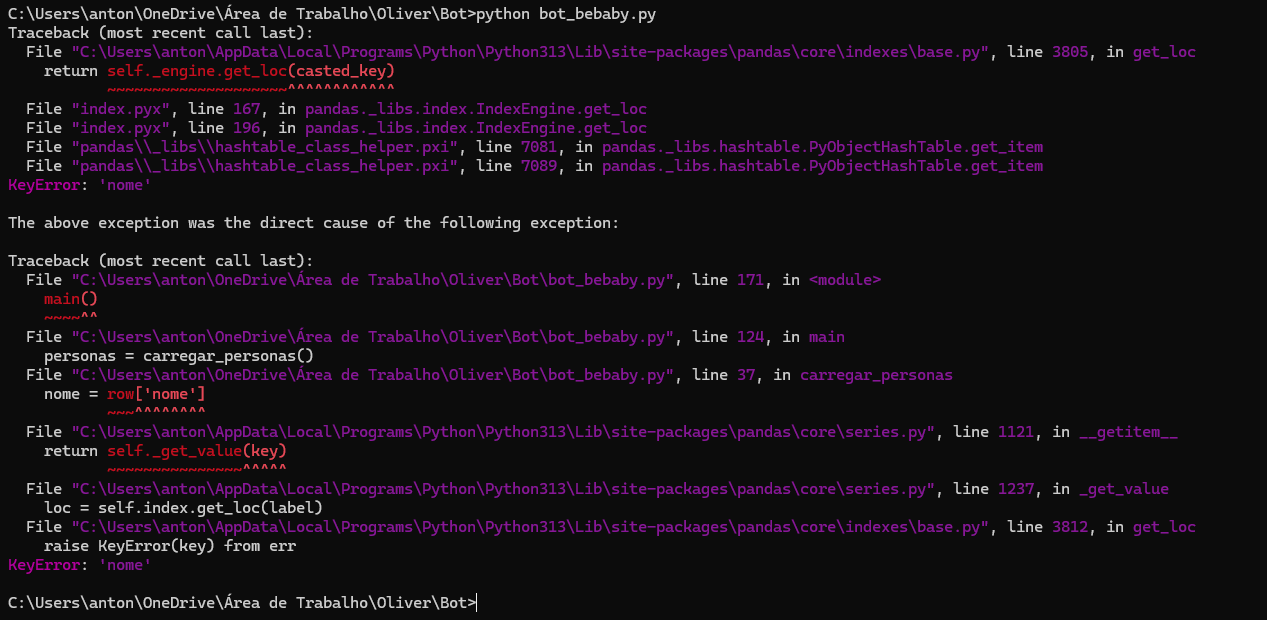 C:\Users\anton\OneDrive\Área de Trabalho\Oliver\Bot>python bot_bebaby.py
Traceback (most recent call last):
  File "C:\Users\anton\AppData\Local\Programs\Python\Python313\Lib\site-packages\pandas\core\indexes\base.py", line 3805, in get_loc
    return self._engine.get_loc(casted_key)
           ~~~~~~~~~~~~~~~~~~~~^^^^^^^^^^^^
  File "index.pyx", line 167, in pandas._libs.index.IndexEngine.get_loc
  File "index.pyx", line 196, in pandas._libs.index.IndexEngine.get_loc
  File "pandas\\_libs\\hashtable_class_helper.pxi", line 7081, in pandas._libs.hashtable.PyObjectHashTable.get_item
  File "pandas\\_libs\\hashtable_class_helper.pxi", line 7089, in pandas._libs.hashtable.PyObjectHashTable.get_item
KeyError: 'nome'

The above exception was the direct cause of the following exception:

Traceback (most recent call last):
  File "C:\Users\anton\OneDrive\Área de Trabalho\Oliver\Bot\bot_bebaby.py", line 171, in <module>
    main()
    ~~~~^^
  File "C:\Users\anton\OneDrive\Área de Trabalho\Oliver\Bot\bot_bebaby.py", line 124, in main
    personas = carregar_personas()
  File "C:\Users\anton\OneDrive\Área de Trabalho\Oliver\Bot\bot_bebaby.py", line 37, in carregar_personas
    nome = row['nome']
           ~~~^^^^^^^^
  File "C:\Users\anton\AppData\Local\Programs\Python\Python313\Lib\site-packages\pandas\core\series.py", line 1121, in __getitem__
    return self._get_value(key)
           ~~~~~~~~~~~~~~~^^^^^
  File "C:\Users\anton\AppData\Local\Programs\Python\Python313\Lib\site-packages\pandas\core\series.py", line 1237, in _get_value
    loc = self.index.get_loc(label)
  File "C:\Users\anton\AppData\Local\Programs\Python\Python313\Lib\site-packages\pandas\core\indexes\base.py", line 3812, in get_loc
    raise KeyError(key) from err
KeyError: 'nome'

C:\Users\anton\OneDrive\Área de Trabalho\Oliver\Bot>